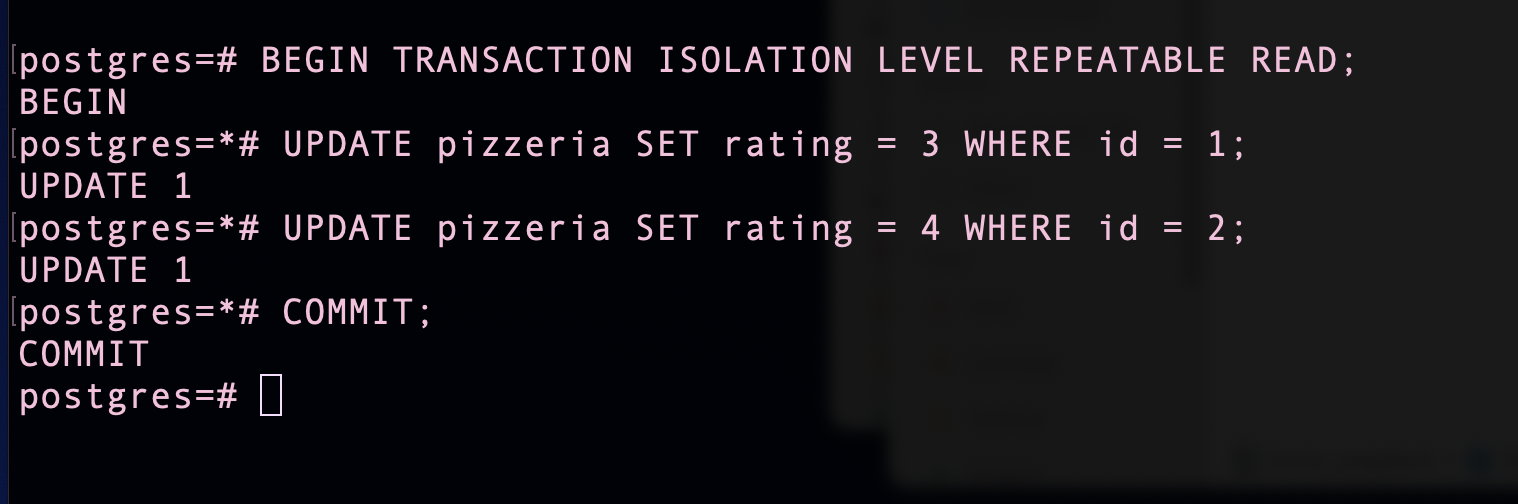 postgres=# BEGIN TRANSACTION ISOLATION LEVEL REPEATABLE READ;
BEGIN
postgres=*# UPDATE pizzeria SET rating = 3 WHERE id = 1;
UPDATE 1
postgres=*# UPDATE pizzeria SET rating = 4 WHERE id = 2;
UPDATE 1
postgres=*# COMMIT;
COMMIT
postgres=#